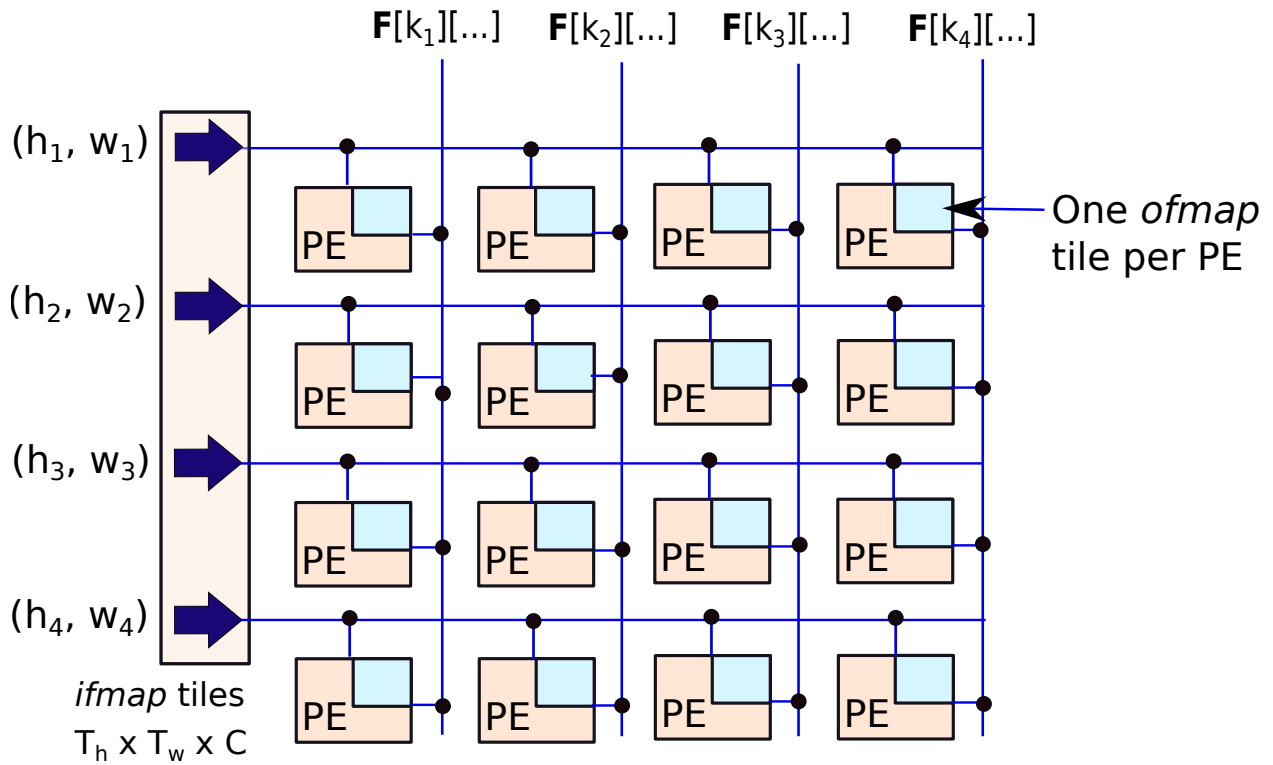 F[k₁][...] F[k₂][...] F[k₃][...] F[k₄][...]
(h₁, w₁)
PE PE PE PE
One ofmap
tile per PE
(h₂, w₂)
PE PE PE PE
(h₃, w₃)
PE PE PE PE
(h₄, w₄)
PE PE PE PE
ifmap tiles
Tₕ x T_w x C